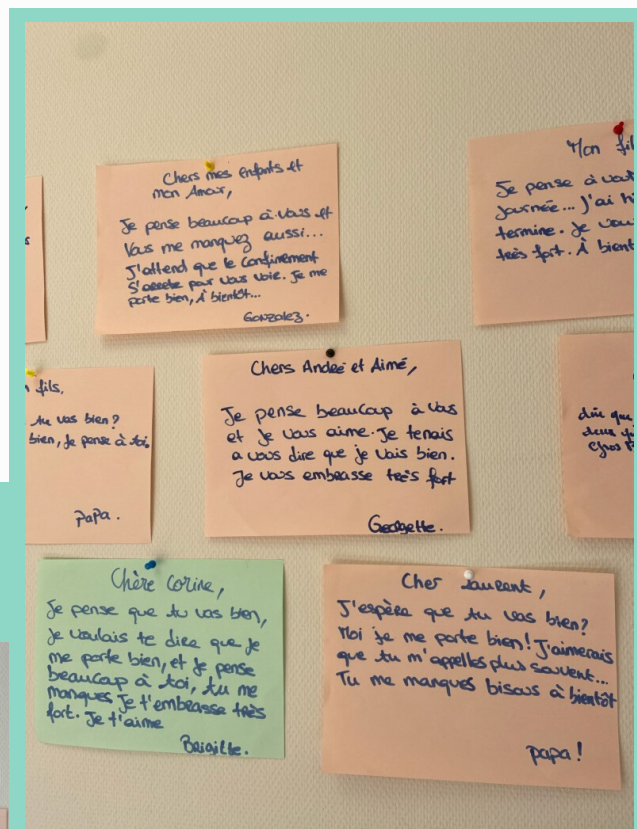 Chers mes enfants et
mon Amour,
Je pense beaucoup à vous et
Vous me manquez aussi...
J'attend que le confinement
s'arrete pour vous voir. Je me
porte bien, À bientôt...
Gonzalez.
Mon fil
Je pense à vout
journée... J'ai h
termine. Je vou
très fort. À bient
s
fils,
tu vas bien?
bien, Je pense à toi,
Papa.
Chers Andreé et Aimé,
Je pense beaucoup à vous
et Je vous aime. Je tenais
a vous dire que je vais bien.
Je vous embrasse très fort
Georgette.
dire que
deux
Chère Corine,
Je pense que tu vas bien,
Je voulais te dire que je
me porte bien, et Je pense
beaucoup à toi, tu me
manques Je t'embrasse très
fort. Je t'aime
Brigitte.
Cher Laurent,
J'espère que tu vas bien?
Moi je me porte bien! J'aimerais
que tu m'appelles plus souvent...
Tu me manques bisous à bientôt
papa!